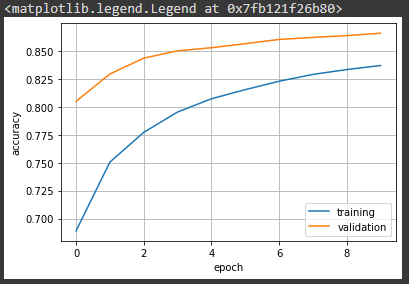 <matplotlib.legend.Legend at 0x7fb121f26b80>
0.850
0.825
0.800
0.775
0.750
0.725
0.700
accuracy
0 2 4 6 8
epoch
training
validation